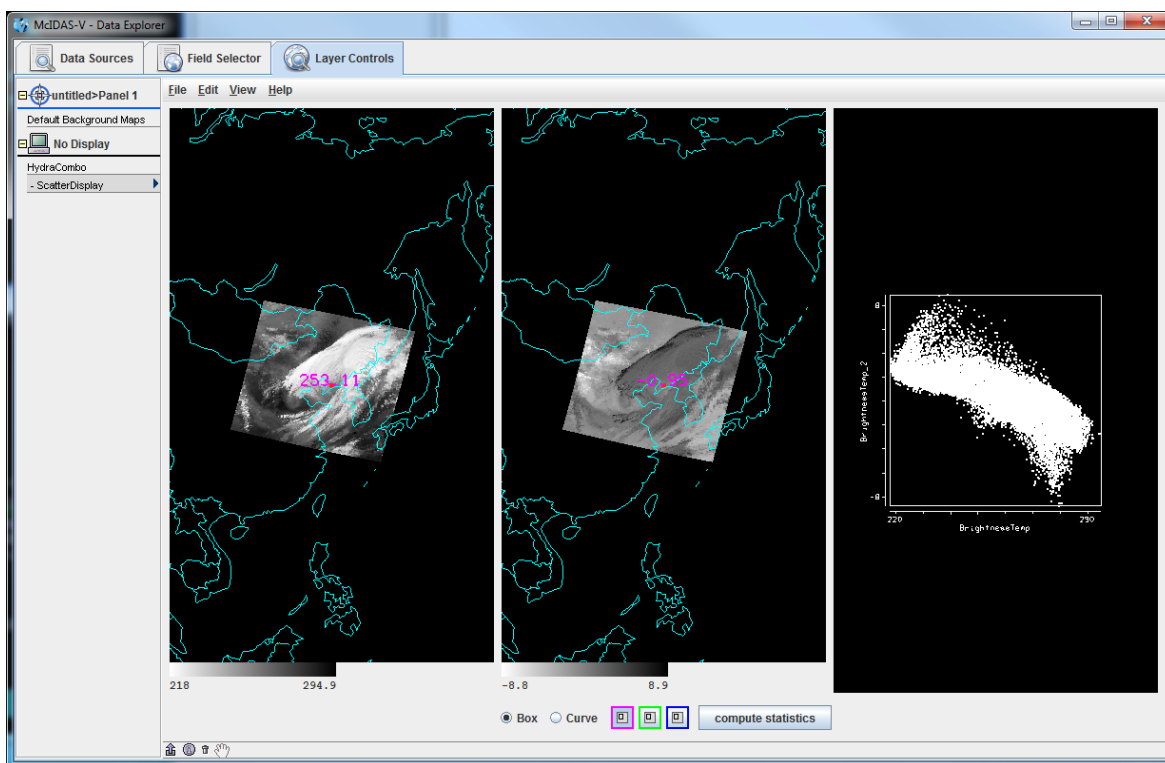 McIDAS-V - Data Explorer
Data Sources
Field Selector
Layer Controls
untitled>Panel 1
Default Background Maps
No Display
HydraCombo
- ScatterDisplay
File Edit View Help
253.11
218 294.9
-8.8 8.9
8
BrightnessTemp_2
-8
220 290
BrightnessTemp
Box Curve compute statistics